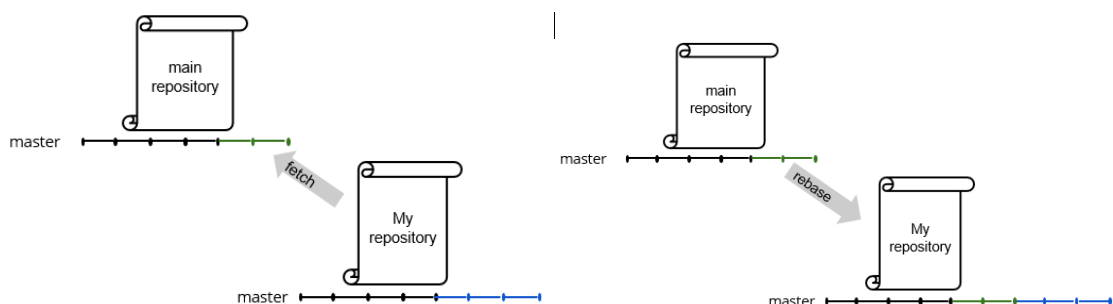 main
repository
master
fetch
My
repository
master
main
repository
master
rebase
My
repository
master